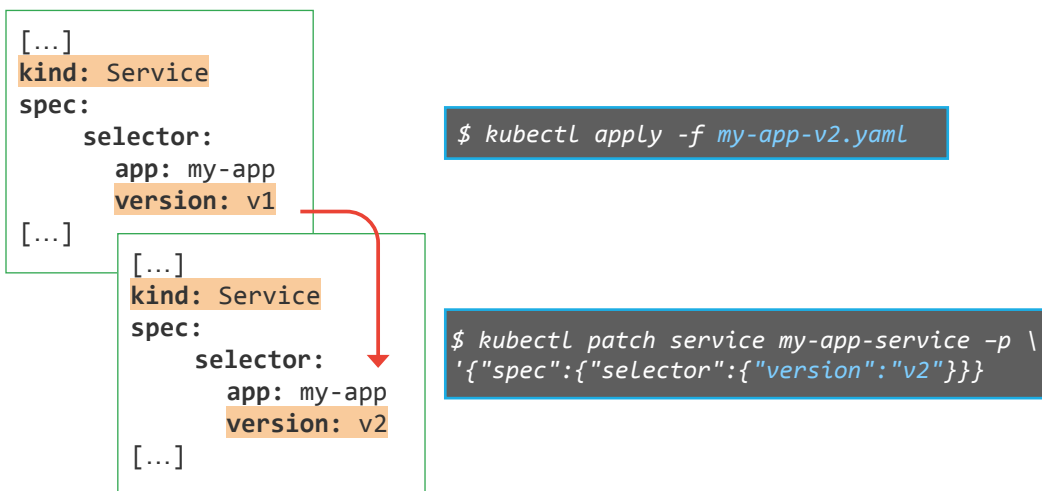 [...]
kind: Service
spec:
selector:
app: my-app
version: v1
[...]
[...]
kind: Service
spec:
selector:
app: my-app
version: v2
[...]
$ kubectl apply -f my-app-v2.yaml
$ kubectl patch service my-app-service –p \
'{"spec":{"selector":{"version":"v2"}}}